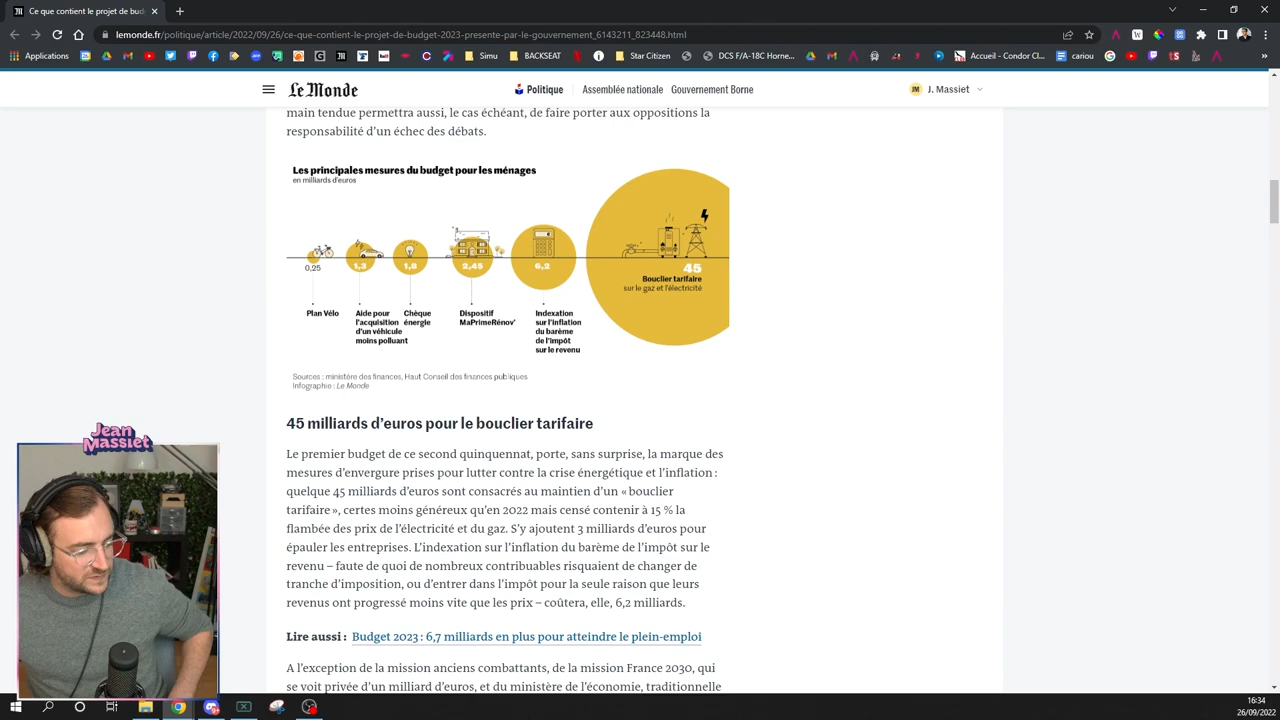 Ce que contient le projet de bud
lemonde.fr/politique/article/2022/09/26/ce-que-contient-le-projet-de-budget-2023-presente-par-le-gouvernement_6143211_823448.html
Applications
Simu
BACKSEAT
Star Citizen
DCS F/A-18C Horne...
Accueil - Condor Cl...
cariou
Le Monde
Politique
Assemblée nationale
Gouvernement Borne
JM
J. Massiet
main tendue permettra aussi, le cas échéant, de faire porter aux oppositions la
responsabilité d’un échec des débats.
Les principales mesures du budget pour les ménages
en milliards d'euros
0,25
1,3
1,8
2,45
6,2
45
Bouclier tarifaire
sur le gaz et l'électricité
Plan Vélo
Aide pour
l'acquisition
d'un véhicule
moins polluant
Chèque
énergie
Dispositif
MaPrimeRénov'
Indexation
sur l'inflation
du barème
de l'impôt
sur le revenu
Sources : ministère des finances, Haut Conseil des finances publiques
Infographie : Le Monde
45 milliards d’euros pour le bouclier tarifaire
Le premier budget de ce second quinquennat, porte, sans surprise, la marque des
mesures d’envergure prises pour lutter contre la crise énergétique et l’inflation :
quelque 45 milliards d’euros sont consacrés au maintien d’un « bouclier
tarifaire », certes moins généreux qu’en 2022 mais censé contenir à 15 % la
flambée des prix de l’électricité et du gaz. S’y ajoutent 3 milliards d’euros pour
épauler les entreprises. L’indexation sur l’inflation du barème de l’impôt sur le
revenu – faute de quoi de nombreux contribuables risquaient de changer de
tranche d’imposition, ou d’entrer dans l’impôt pour la seule raison que leurs
revenus ont progressé moins vite que les prix – coûtera, elle, 6,2 milliards.
Lire aussi : Budget 2023 : 6,7 milliards en plus pour atteindre le plein-emploi
A l’exception de la mission anciens combattants, de la mission France 2030, qui
se voit privée d’un milliard d’euros, et du ministère de l’économie, traditionnelle
Jean
Massiet
16:34
26/09/2022